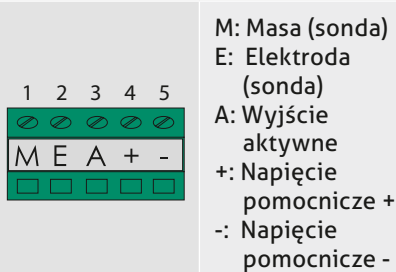 1 2 3 4 5
M E A + -
M: Masa (sonda)
E: Elektroda
(sonda)
A: Wyjście
aktywne
+: Napięcie
pomocnicze +
-: Napięcie
pomocnicze -